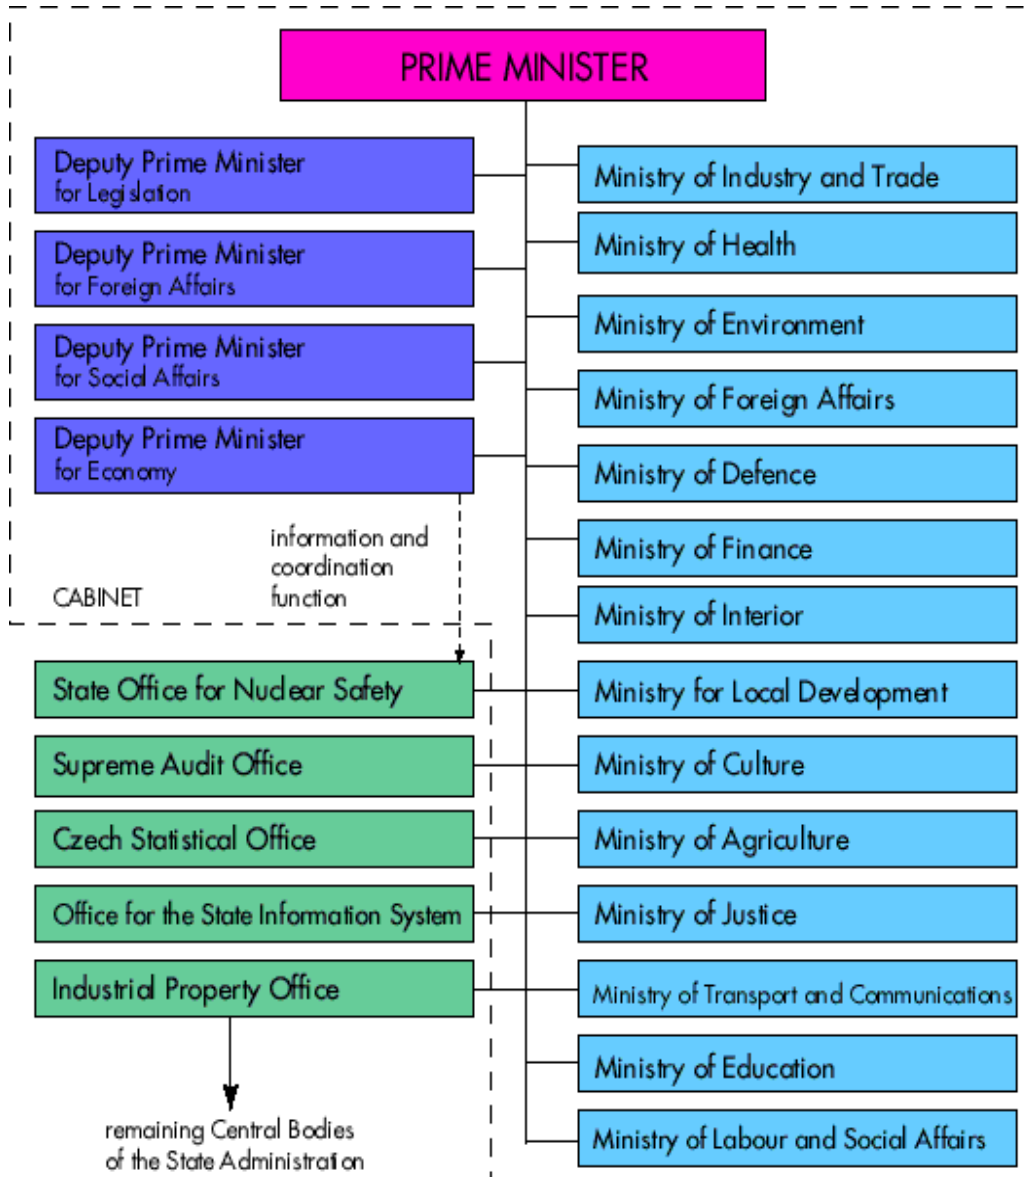 PRIME MINISTER
Deputy Prime Minister
for Legislation
Deputy Prime Minister
for Foreign Affairs
Deputy Prime Minister
for Social Affairs
Deputy Prime Minister
for Economy
information and
coordination
function
CABINET
State Office for Nuclear Safety
Supreme Audit Office
Czech Statistical Office
Office for the State Information System
Industrial Property Office
remaining Central Bodies
of the State Administration
Ministry of Industry and Trade
Ministry of Health
Ministry of Environment
Ministry of Foreign Affairs
Ministry of Defence
Ministry of Finance
Ministry of Interior
Ministry for Local Development
Ministry of Culture
Ministry of Agriculture
Ministry of Justice
Ministry of Transport and Communications
Ministry of Education
Ministry of Labour and Social Affairs